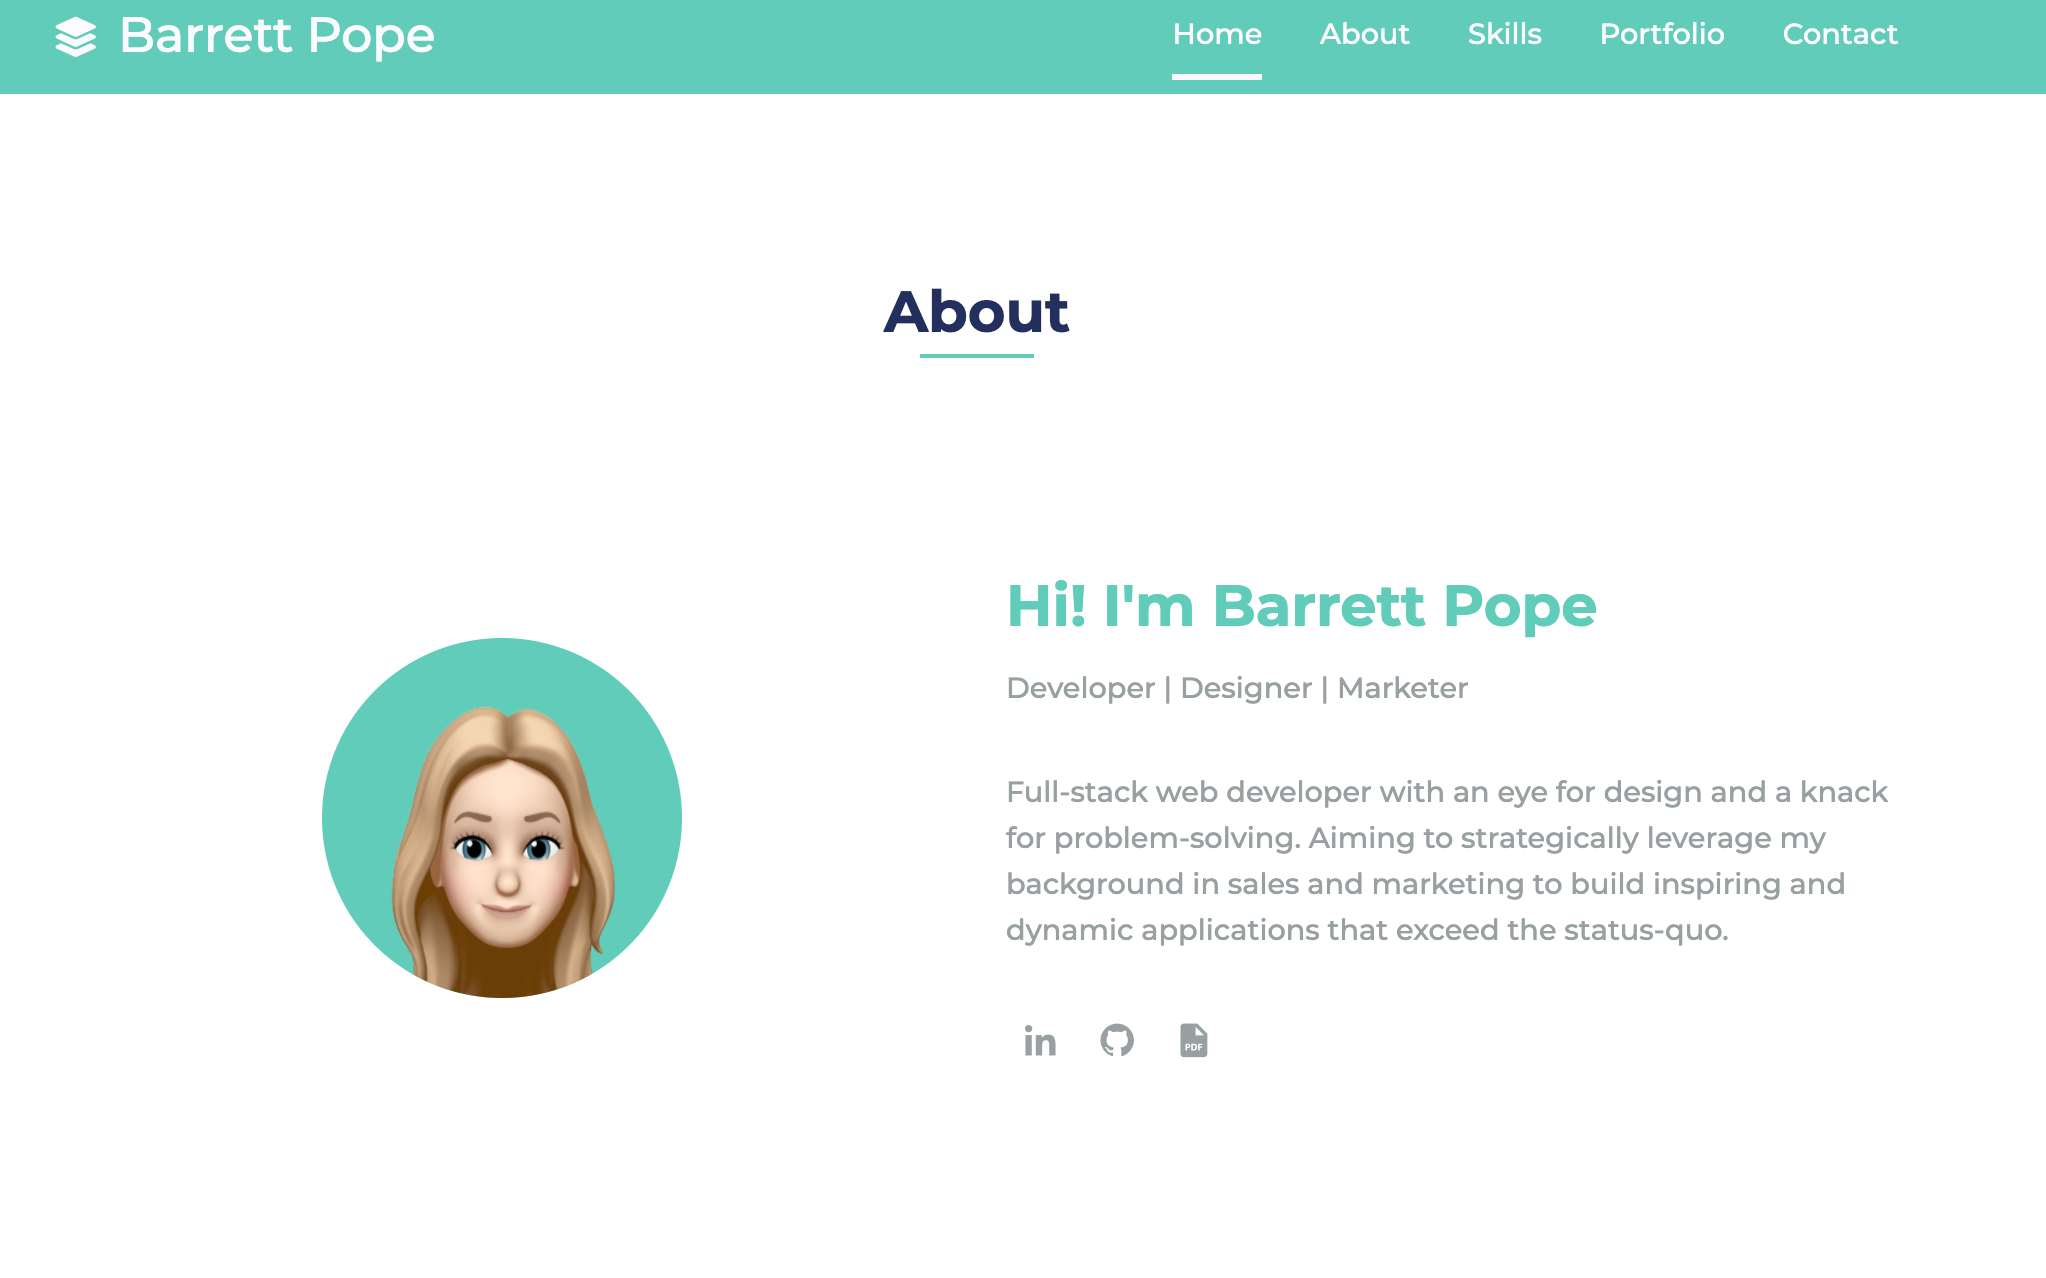 Barrett Pope
Home About Skills Portfolio Contact
About
Hi! I'm Barrett Pope
Developer | Designer | Marketer
Full-stack web developer with an eye for design and a knack
for problem-solving. Aiming to strategically leverage my
background in sales and marketing to build inspiring and
dynamic applications that exceed the status-quo.
in
PDF